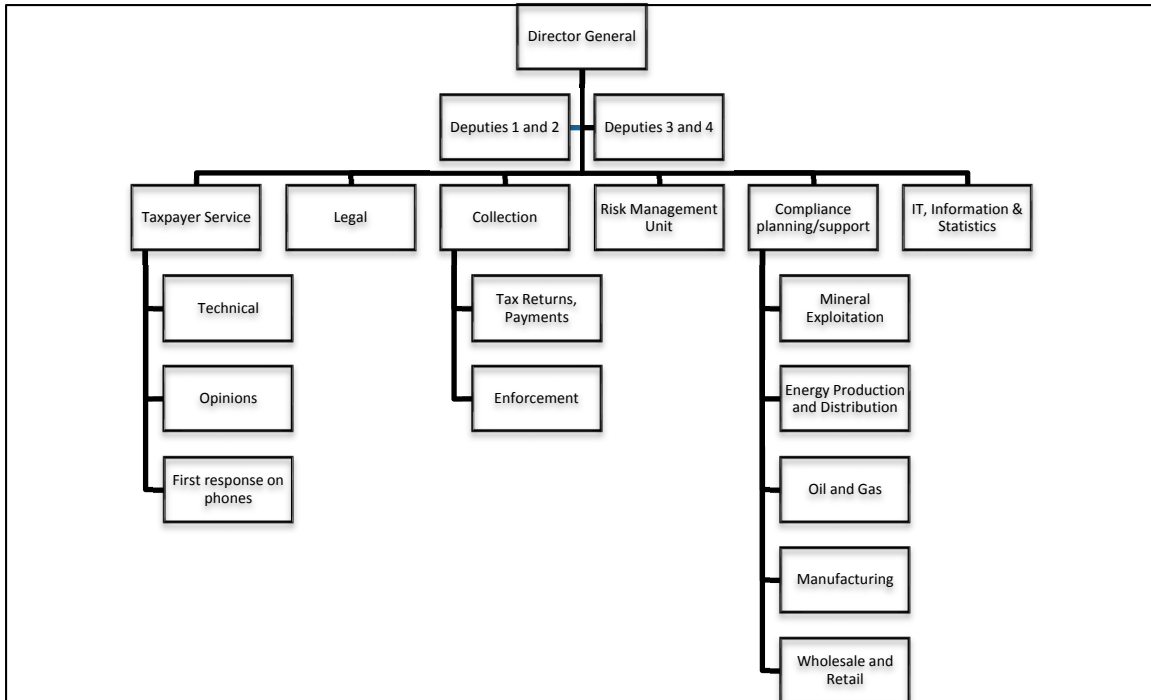 Director General
Deputies 1 and 2
Deputies 3 and 4
Taxpayer Service
Legal
Collection
Risk Management
Unit
Compliance
planning/support
IT, Information &
Statistics
Technical
Opinions
First response on
phones
Tax Returns,
Payments
Enforcement
Mineral
Exploitation
Energy Production
and Distribution
Oil and Gas
Manufacturing
Wholesale and
Retail